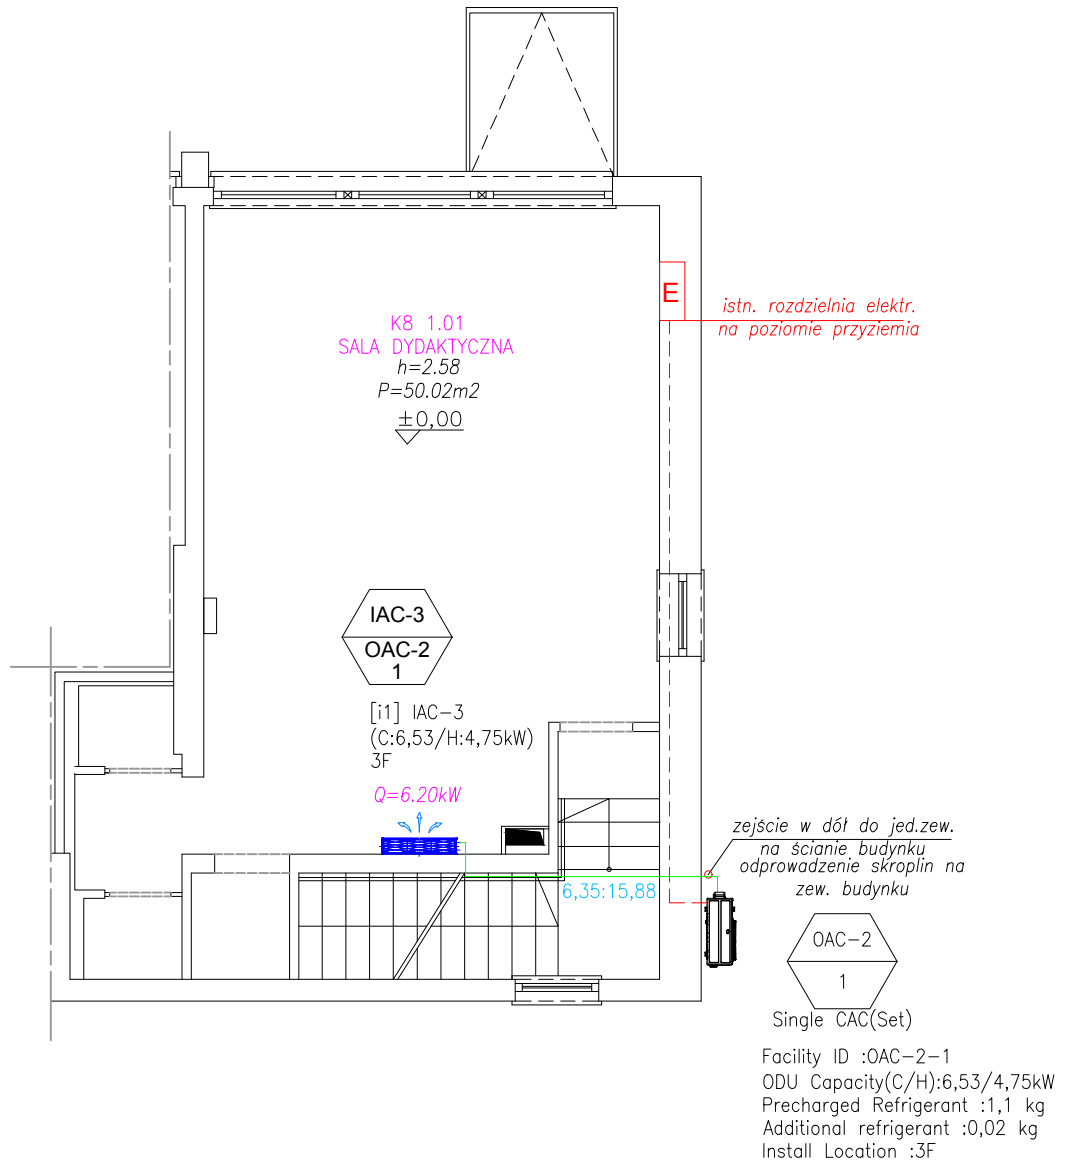 E
istn. rozdzielnia elektr.
na poziomie przyziemia
K8 1.01
SALA DYDAKTYCZNA
h=2.58
P=50.02m2
±0,00
IAC-3
OAC-2
1
[i1] IAC-3
(C:6,53/H:4,75kW)
3F
Q=6.20kW
zejście w dół do jed.zew.
na ścianie budynku
odprowadzenie skroplin na
zew. budynku
6,35:15,88
OAC-2
1
Single CAC(Set)
Facility ID :OAC-2-1
ODU Capacity(C/H):6,53/4,75kW
Precharged Refrigerant :1,1 kg
Additional refrigerant :0,02 kg
Install Location :3F